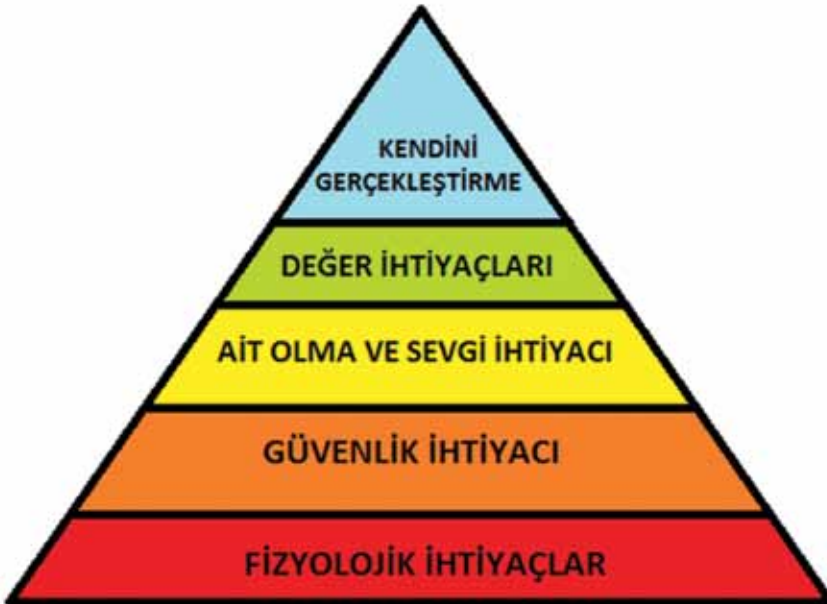 KENDİNİ
GERÇEKLEŞTİRME
DEĞER İHTİYAÇLARI
AİT OLMA VE SEVGİ İHTİYACI
GÜVENLİK İHTİYACI
FİZYOLOJİK İHTİYAÇLAR